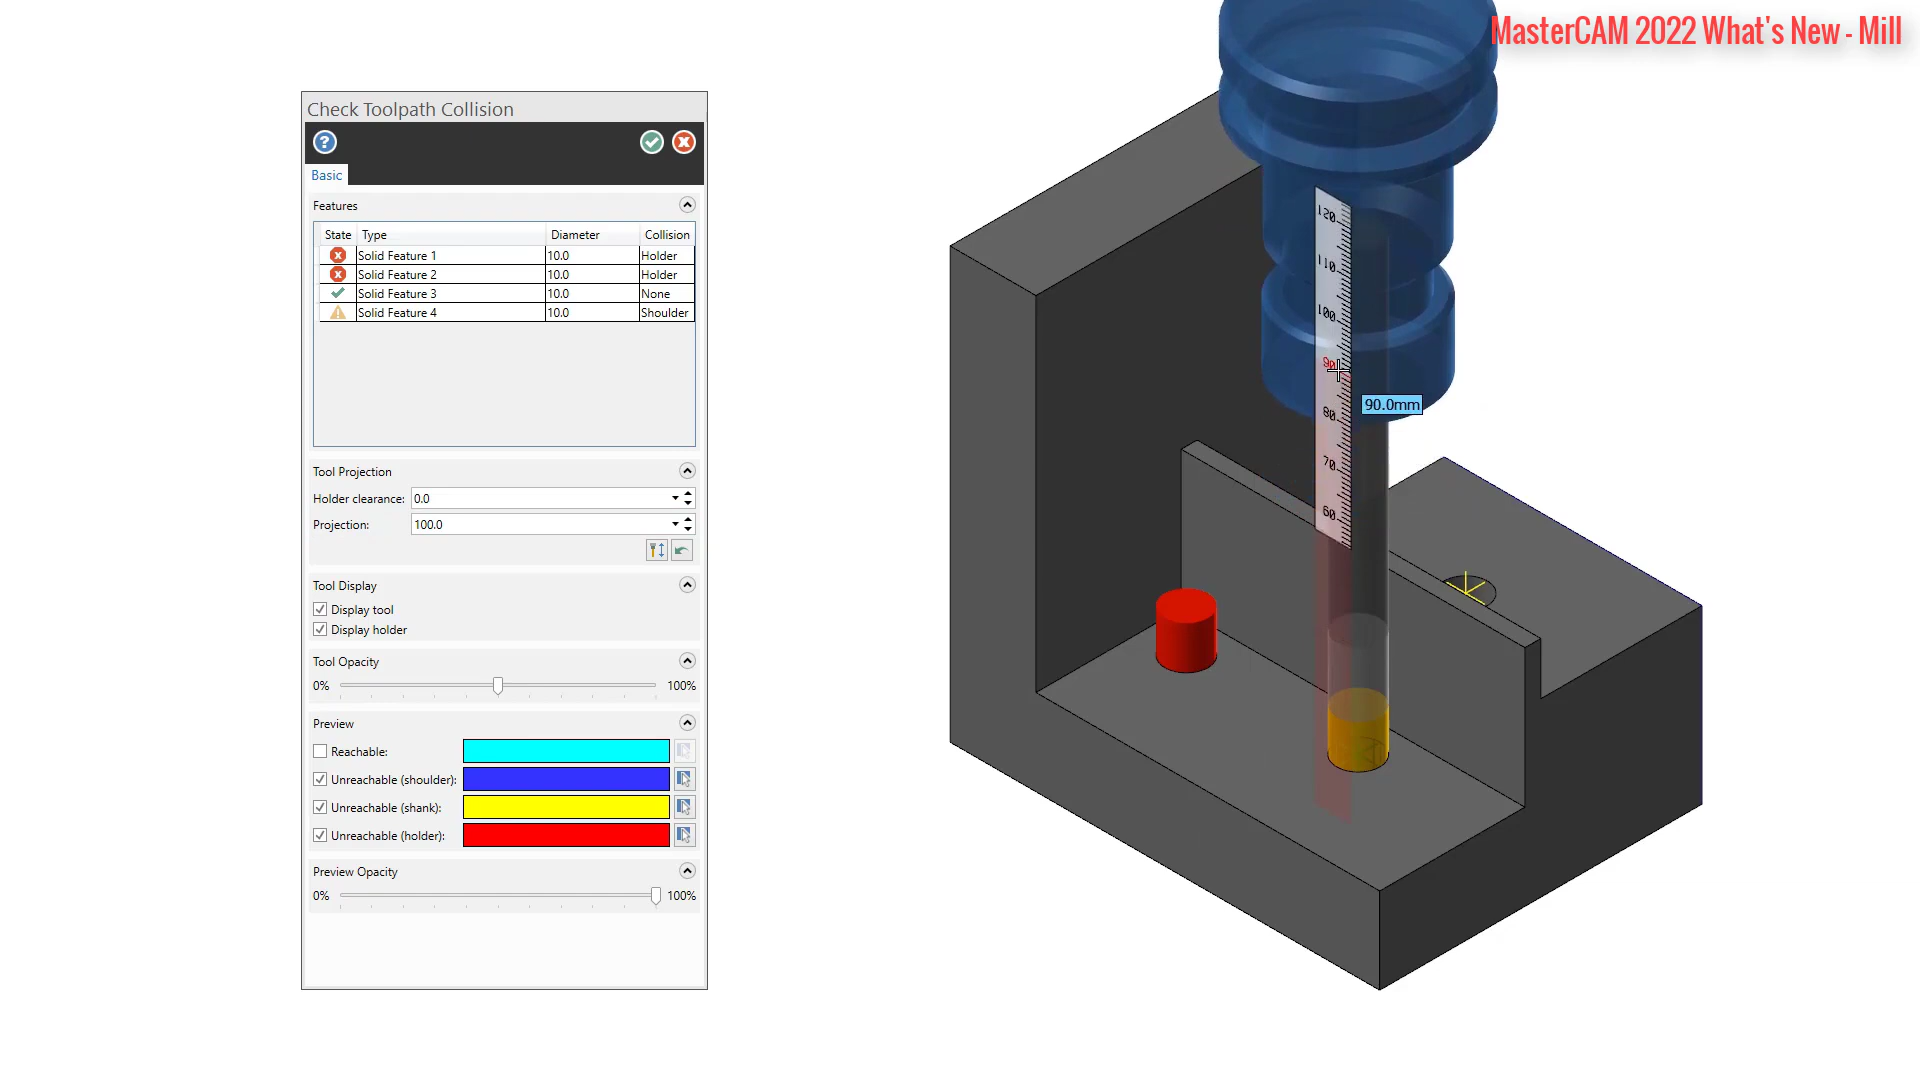 MasterCAM 2022 What's New - Mill
Check Toolpath Collision
?
Basic
Features
State Type Diameter Collision
Solid Feature 1 10.0 Holder
Solid Feature 2 10.0 Holder
Solid Feature 3 10.0 None
Solid Feature 4 10.0 Shoulder
Tool Projection
Holder clearance: 0.0
Projection: 100.0
Tool Display
Display tool
Display holder
Tool Opacity
0% 100%
Preview
Reachable:
Unreachable (shoulder):
Unreachable (shank):
Unreachable (holder):
Preview Opacity
0% 100%
120
110
100
90
90.0mm
80
70
60